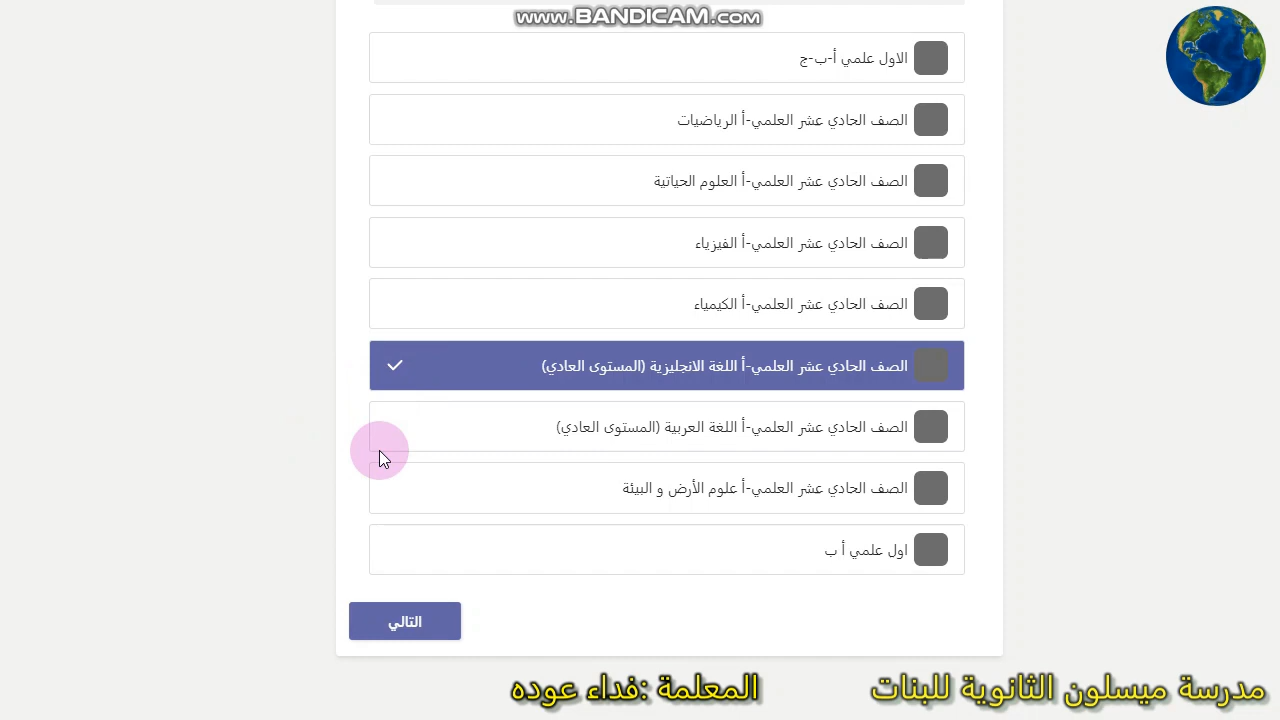 www.BANDICAM.com
الاول علمي أ-ب-ج
الصف الحادي عشر العلمي-أ الرياضيات
الصف الحادي عشر العلمي-أ العلوم الحياتية
الصف الحادي عشر العلمي-أ الفيزياء
الصف الحادي عشر العلمي-أ الكيمياء
الصف الحادي عشر العلمي-أ اللغة الانجليزية (المستوى العادي)
الصف الحادي عشر العلمي-أ اللغة العربية (المستوى العادي)
الصف الحادي عشر العلمي-أ علوم الأرض و البيئة
اول علمي أ ب
التالي
مدرسة ميسلون الثانوية للبنات
المعلمة :فداء عوده